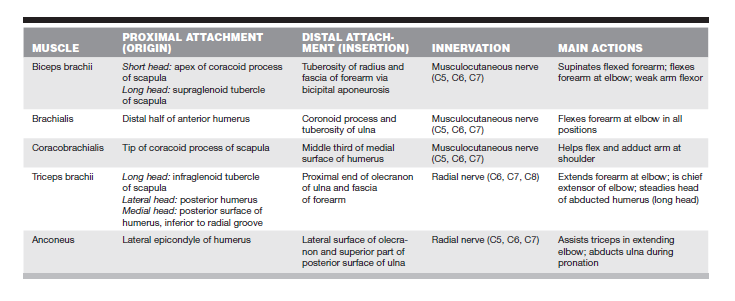 MUSCLE
PROXIMAL ATTACHMENT
(ORIGIN)
DISTAL ATTACH-
MENT (INSERTION)
INNERVATION
MAIN ACTIONS
Biceps brachii
Short head: apex of coracoid process
of scapula
Long head: supraglenoid tubercle
of scapula
Tuberosity of radius and
fascia of forearm via
bicipital aponeurosis
Musculocutaneous nerve
(C5, C6, C7)
Supinates flexed forearm; flexes
forearm at elbow; weak arm flexor
Brachialis
Distal half of anterior humerus
Coronoid process and
tuberosity of ulna
Musculocutaneous nerve
(C5, C6, C7)
Flexes forearm at elbow in all
positions
Coracobrachialis
Tip of coracoid process of scapula
Middle third of medial
surface of humerus
Musculocutaneous nerve
(C5, C6, C7)
Helps flex and adduct arm at
shoulder
Triceps brachii
Long head: infraglenoid tubercle
of scapula
Lateral head: posterior humerus
Medial head: posterior surface of
humerus, inferior to radial groove
Proximal end of olecranon
of ulna and fascia
of forearm
Radial nerve (C6, C7, C8)
Extends forearm at elbow; is chief
extensor of elbow; steadies head
of abducted humerus (long head)
Anconeus
Lateral epicondyle of humerus
Lateral surface of olecra-
non and superior part of
posterior surface of ulna
Radial nerve (C5, C6, C7)
Assists triceps in extending
elbow; abducts ulna during
pronation